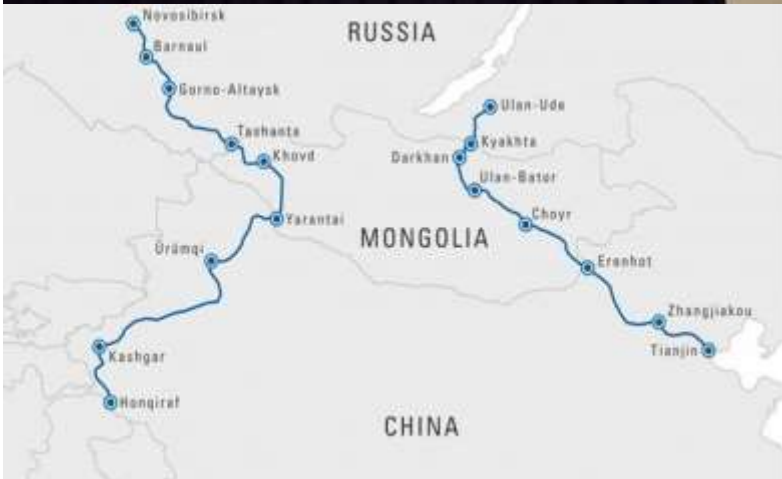 Novosibirsk
RUSSIA
Barnaul
Gorno-Altaysk
Ulan-Ude
Tashanta
Kyakhta
Khovd
Darkhan
Ulan-Bator
Yarantai
Choyr
MONGOLIA
Ürümqi
Erenhot
Zhangjiakou
Tianjin
Kashgar
Honqiraf
CHINA